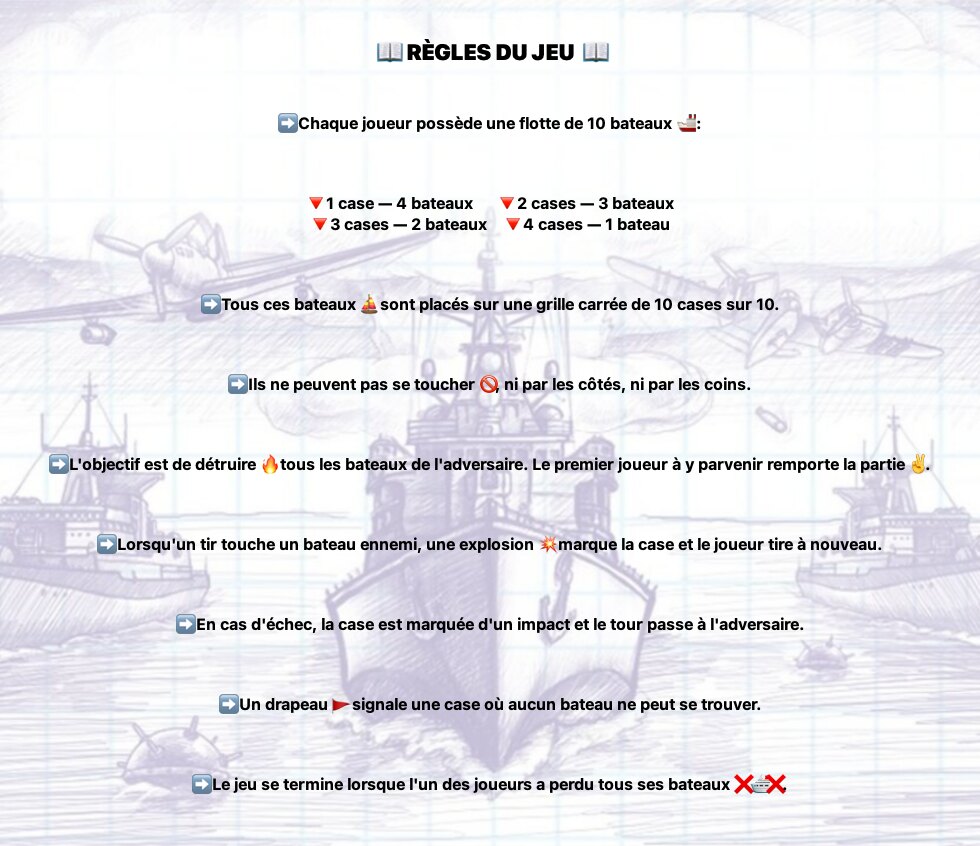 📖 RÈGLES DU JEU 📖
➡️Chaque joueur possède une flotte de 10 bateaux 🚢:
🔻1 case — 4 bateaux 🔻2 cases — 3 bateaux
🔻3 cases — 2 bateaux 🔻4 cases — 1 bateau
➡️Tous ces bateaux ⛵sont placés sur une grille carrée de 10 cases sur 10.
➡️Ils ne peuvent pas se toucher 🚫, ni par les côtés, ni par les coins.
➡️L'objectif est de détruire 🔥tous les bateaux de l'adversaire. Le premier joueur à y parvenir remporte la partie ✌️.
➡️Lorsqu'un tir touche un bateau ennemi, une explosion 💥marque la case et le joueur tire à nouveau.
➡️En cas d'échec, la case est marquée d'un impact et le tour passe à l'adversaire.
➡️Un drapeau 🚩signale une case où aucun bateau ne peut se trouver.
➡️Le jeu se termine lorsque l'un des joueurs a perdu tous ses bateaux ❌🚢❌.